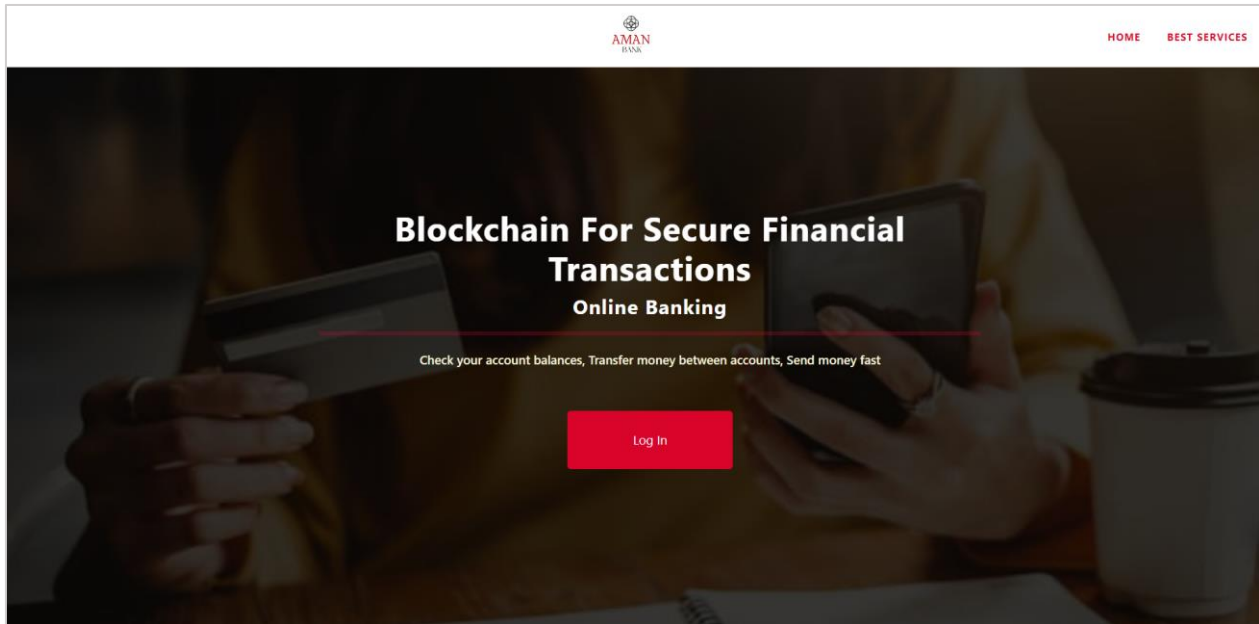 AMAN
BANK
HOME BEST SERVICES
Blockchain For Secure Financial
Transactions
Online Banking
Check your account balances, Transfer money between accounts, Send money fast
Log In